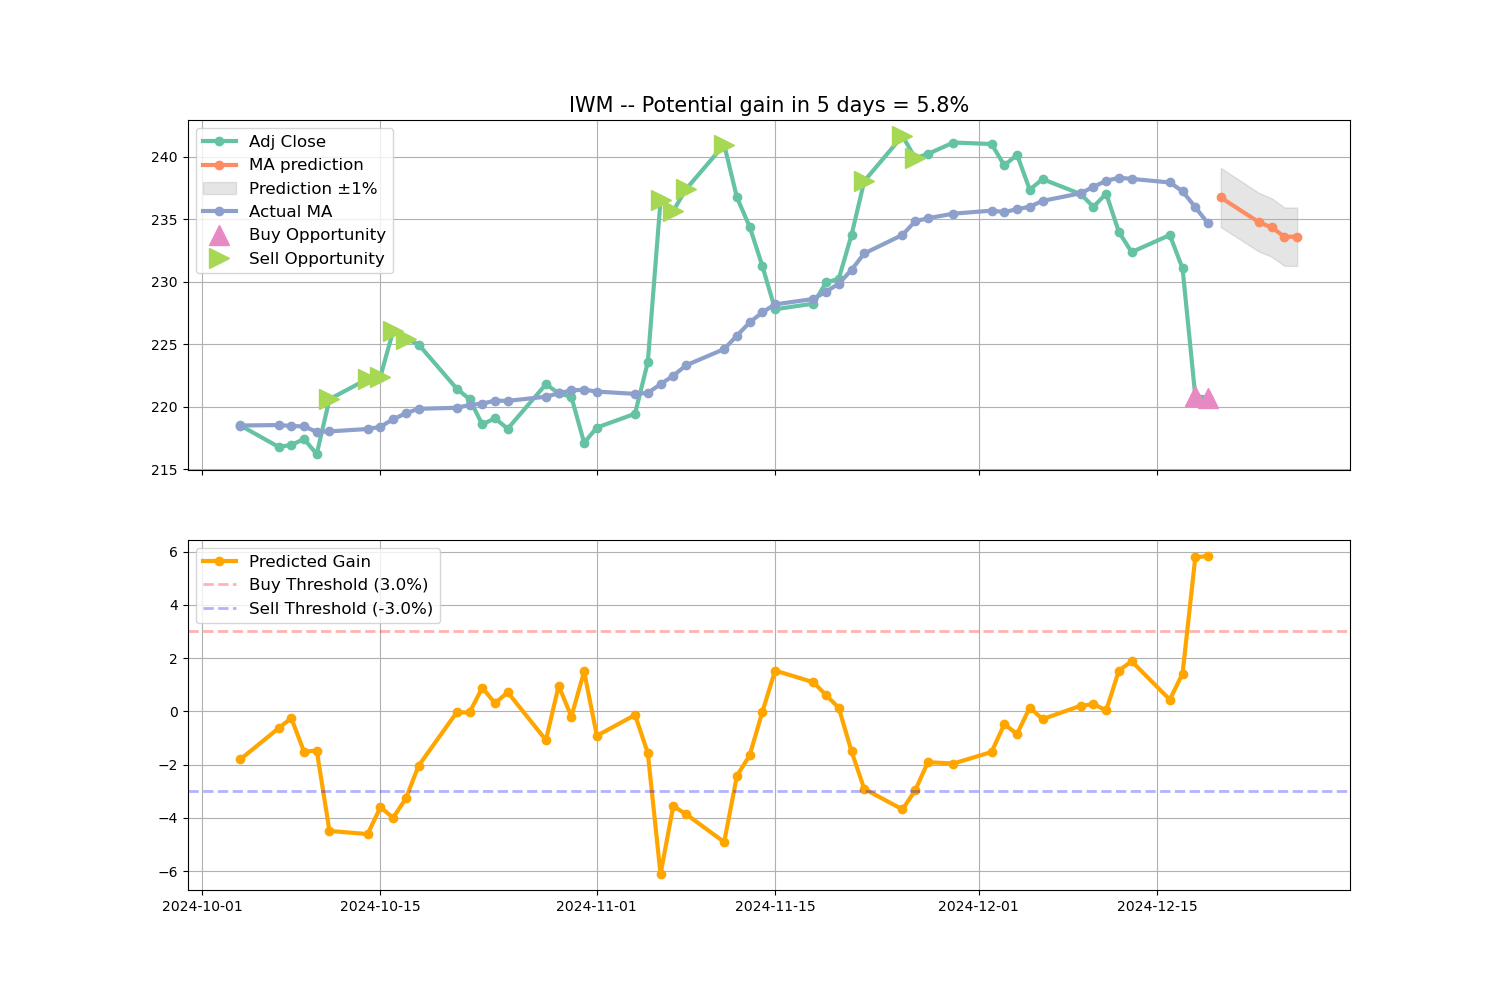 IWM -- Potential gain in 5 days = 5.8%
Adj Close
MA prediction
Prediction ±1%
Actual MA
Buy Opportunity
Sell Opportunity
240
235
230
225
220
215
Predicted Gain
Buy Threshold (3.0%)
Sell Threshold (-3.0%)
6
4
2
0
−2
−4
−6
2024-10-01 2024-10-15 2024-11-01 2024-11-15 2024-12-01 2024-12-15